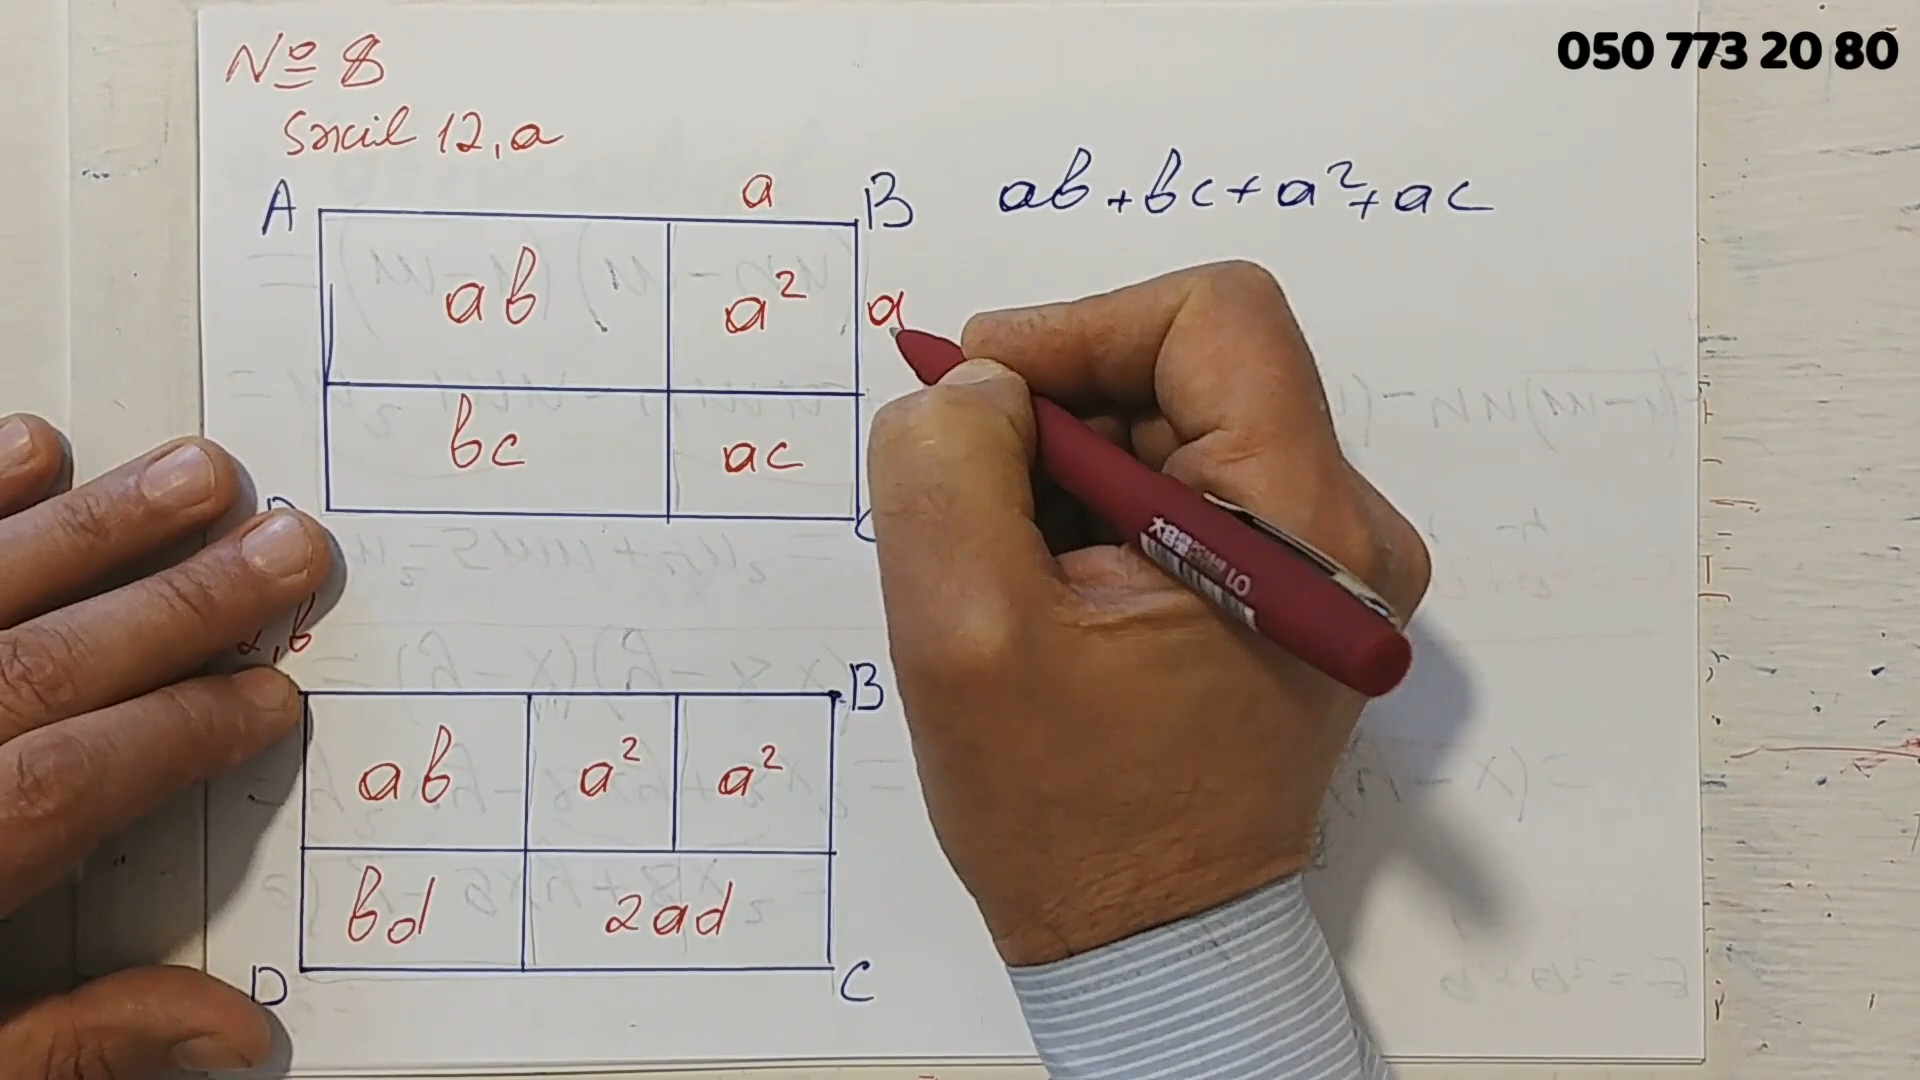 050 773 20 80
№ 8
Şəkil 12, a
A
a
B
ab + bc + a² + ac
ab
a²
a
bc
ac
, b
B
ab
a²
a²
bd
2ad
D
C